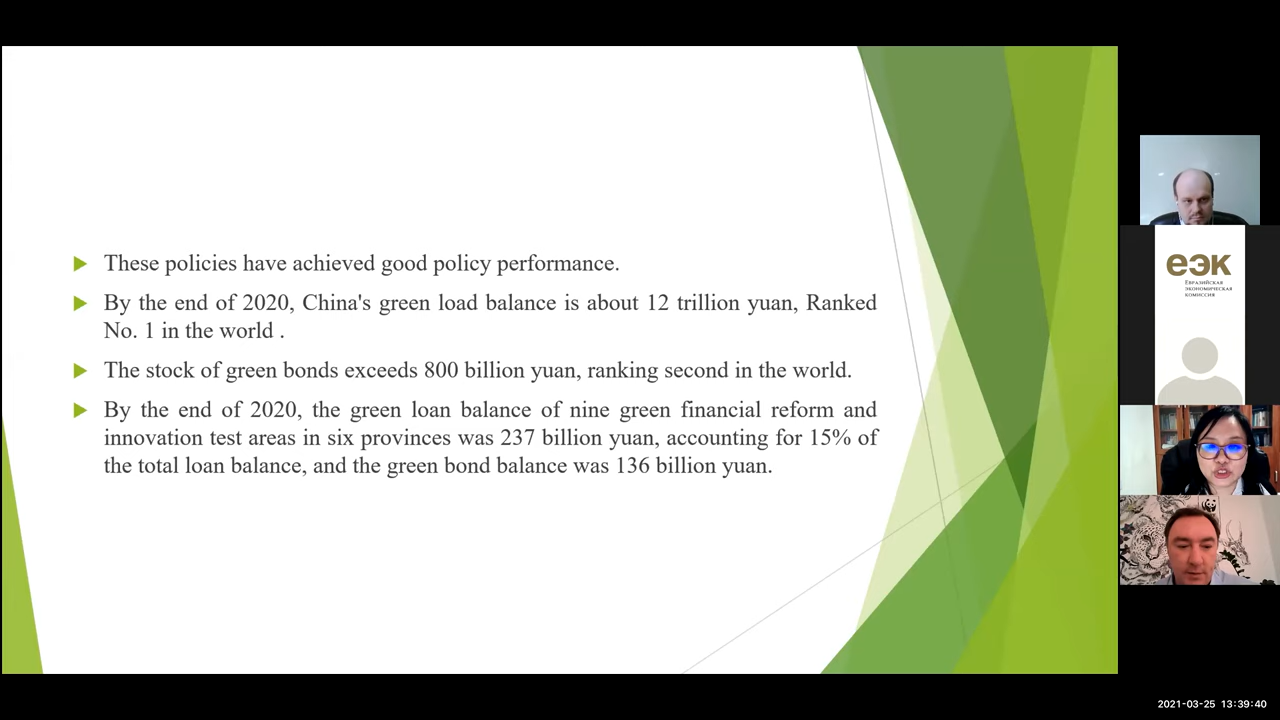 These policies have achieved good policy performance.
By the end of 2020, China's green load balance is about 12 trillion yuan, Ranked
No. 1 in the world .
The stock of green bonds exceeds 800 billion yuan, ranking second in the world.
By the end of 2020, the green loan balance of nine green financial reform and
innovation test areas in six provinces was 237 billion yuan, accounting for 15% of
the total loan balance, and the green bond balance was 136 billion yuan.
еэк
Евразийская
экономическая
комиссия
WWF
2021-03-25 13:39:40